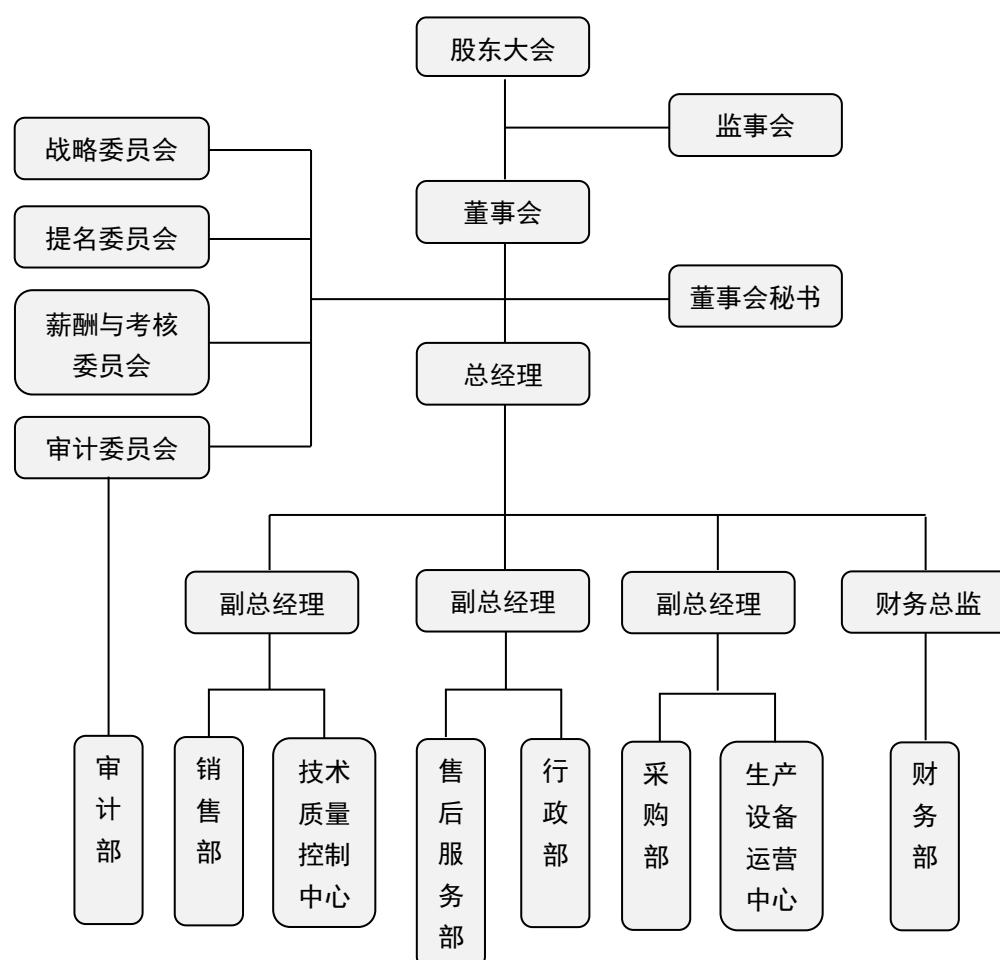 股东大会
监事会
战略委员会
董事会
提名委员会
董事会秘书
薪酬与考核
委员会
总经理
审计委员会
副总经理
副总经理
副总经理
财务总监
审计部
销售部
技术
质量
控制
中心
售后服务部
行政部
采购部
生产
设备
运营
中心
财务部